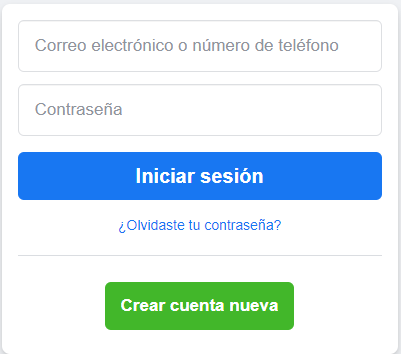 Correo electrónico o número de teléfono
Contraseña
Iniciar sesión
¿Olvidaste tu contraseña?
Crear cuenta nueva